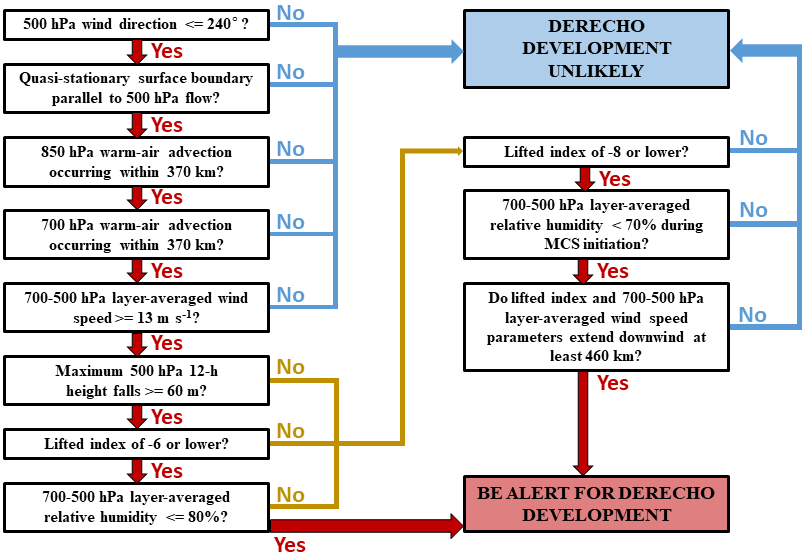 500 hPa wind direction <= 240° ?
No
Yes
Quasi-stationary surface boundary
parallel to 500 hPa flow?
No
Yes
850 hPa warm-air advection
occurring within 370 km?
No
Yes
700 hPa warm-air advection
occurring within 370 km?
No
Yes
700-500 hPa layer-averaged wind
speed >= 13 m s-1?
No
Yes
Maximum 500 hPa 12-h
height falls >= 60 m?
No
Yes
Lifted index of -6 or lower?
No
Yes
700-500 hPa layer-averaged
relative humidity <= 80%?
No
Yes
DERECHO
DEVELOPMENT
UNLIKELY
Lifted index of -8 or lower?
No
Yes
700-500 hPa layer-averaged
relative humidity < 70% during
MCS initiation?
No
Yes
Do lifted index and 700-500 hPa
layer-averaged wind speed
parameters extend downwind at
least 460 km?
No
Yes
BE ALERT FOR DERECHO
DEVELOPMENT